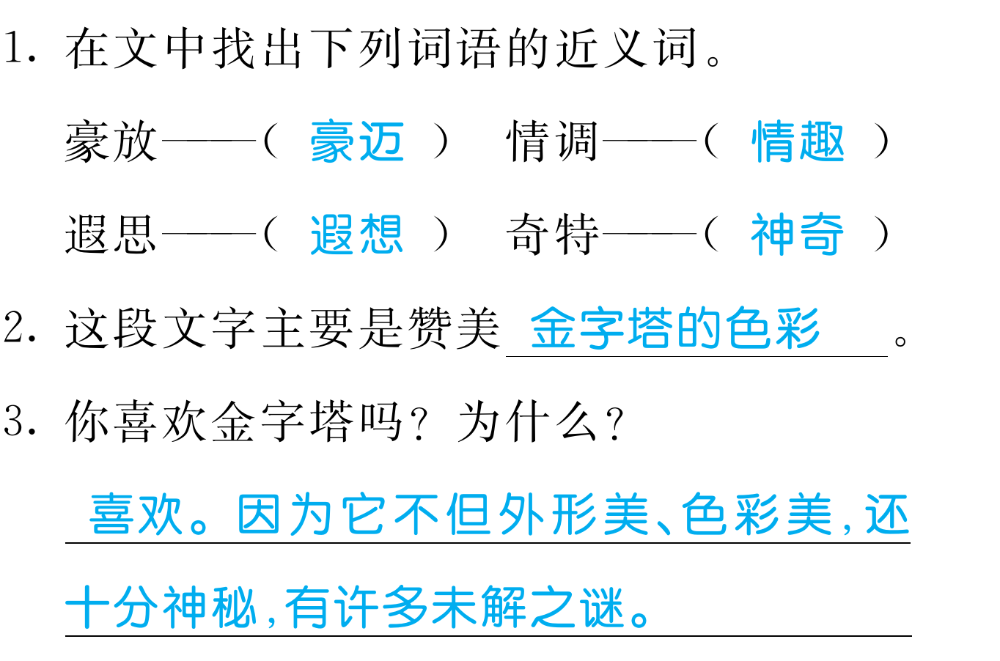 1. 在文中找出下列词语的近义词。
豪放——( 豪迈 ) 情调——( 情趣 )
遐思——( 遐想 ) 奇特——( 神奇 )
2. 这段文字主要是赞美 金字塔的色彩 。
3. 你喜欢金字塔吗? 为什么?
喜欢。因为它不但外形美、色彩美,还
十分神秘,有许多未解之谜。